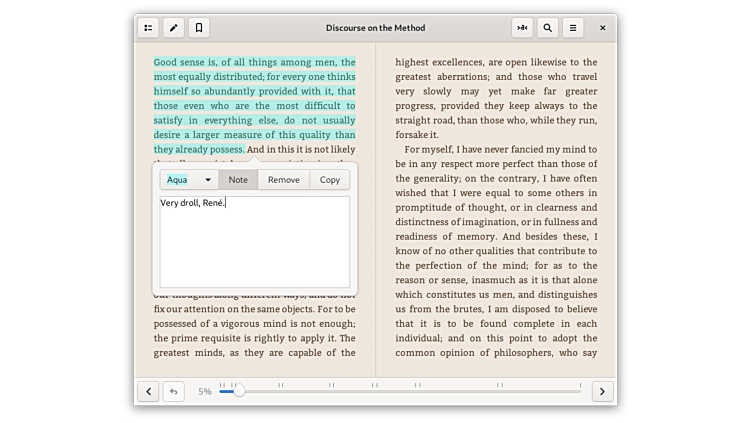 Discourse on the Method
Good sense is, of all things among men, the
most equally distributed; for every one thinks
himself so abundantly provided with it, that
those even who are the most difficult to
satisfy in everything else, do not usually
desire a larger measure of this quality than
they already possess. And in this it is not likely
Aqua
Note
Remove
Copy
Very droll, René.
our thoughts along different ways, and do not
fix our attention on the same objects. For to be
possessed of a vigorous mind is not enough;
the prime requisite is rightly to apply it. The
greatest minds, as they are capable of the
highest excellences, are open likewise to the
greatest aberrations; and those who travel
very slowly may yet make far greater
progress, provided they keep always to the
straight road, than those who, while they run,
forsake it.
For myself, I have never fancied my mind to
be in any respect more perfect than those of
the generality; on the contrary, I have often
wished that I were equal to some others in
promptitude of thought, or in clearness and
distinctness of imagination, or in fullness and
readiness of memory. And besides these, I
know of no other qualities that contribute to
the perfection of the mind; for as to the
reason or sense, inasmuch as it is that alone
which constitutes us men, and distinguishes
us from the brutes, I am disposed to believe
that it is to be found complete in each
individual; and on this point to adopt the
common opinion of philosophers, who say
5%